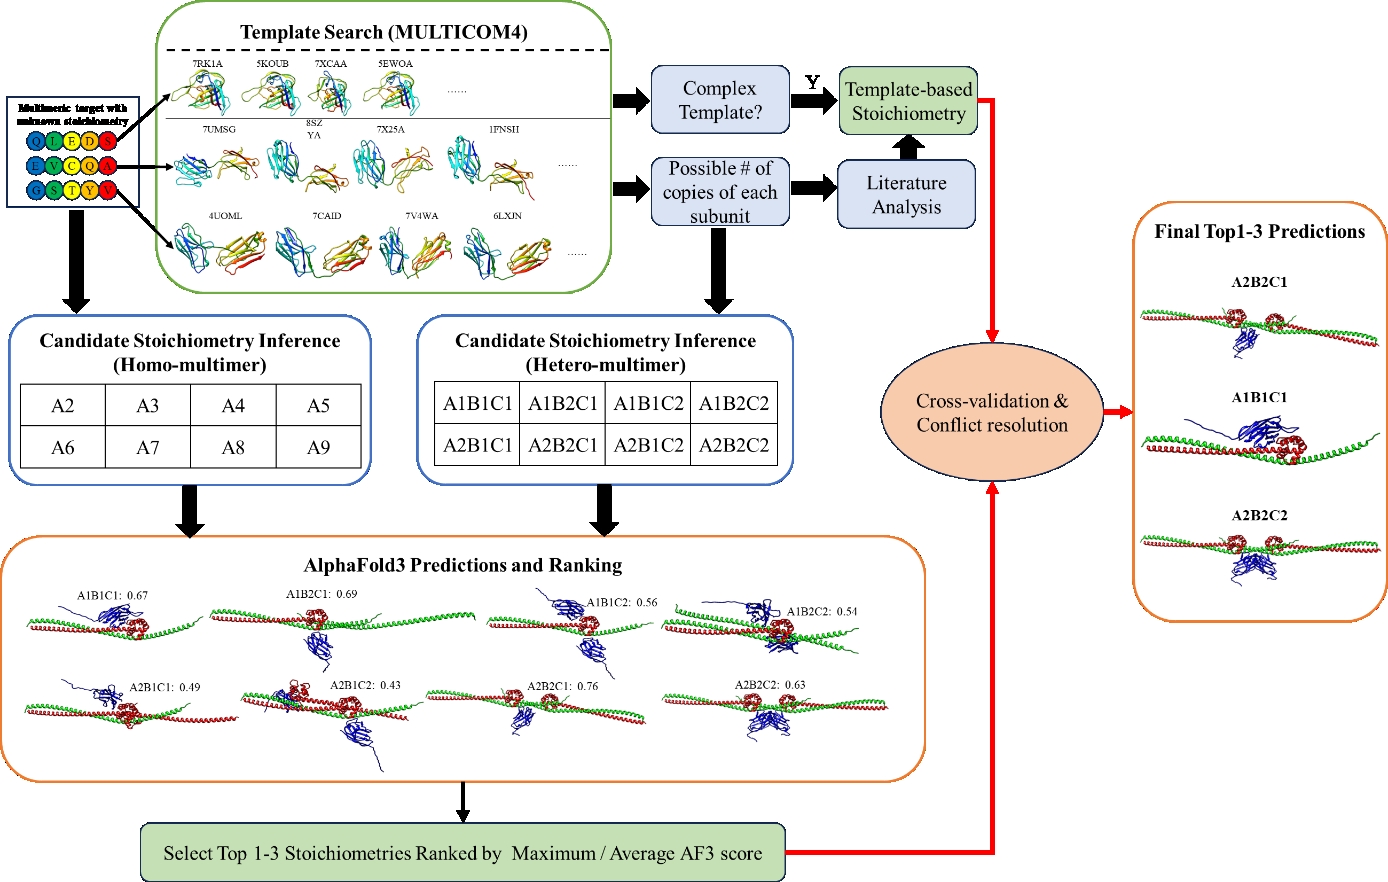 Template Search (MULTICOM4)
7RK1A
5KOUB
7XCAA
5EWOA
......
Multimeric target with
unknown stoichiometry
Q L E D S
E V C Q A
G S T Y V
7UMSG
8SZ
YA
7X25A
1FNSH
......
4UOML
7CAID
7V4WA
6LXJN
......
Complex
Template?
Y
Template-based
Stoichiometry
Possible # of
copies of each
subunit
Literature
Analysis
Candidate Stoichiometry Inference
(Homo-multimer)
A2 A3 A4 A5
A6 A7 A8 A9
Candidate Stoichiometry Inference
(Hetero-multimer)
A1B1C1 A1B2C1 A1B1C2 A1B2C2
A2B1C1 A2B2C1 A2B1C2 A2B2C2
Cross-validation &
Conflict resolution
Final Top1-3 Predictions
A2B2C1
A1B1C1
A2B2C2
AlphaFold3 Predictions and Ranking
A1B1C1: 0.67
A1B2C1: 0.69
A1B1C2: 0.56
A1B2C2: 0.54
A2B1C1: 0.49
A2B1C2: 0.43
A2B2C1: 0.76
A2B2C2: 0.63
Select Top 1-3 Stoichiometries Ranked by Maximum / Average AF3 score